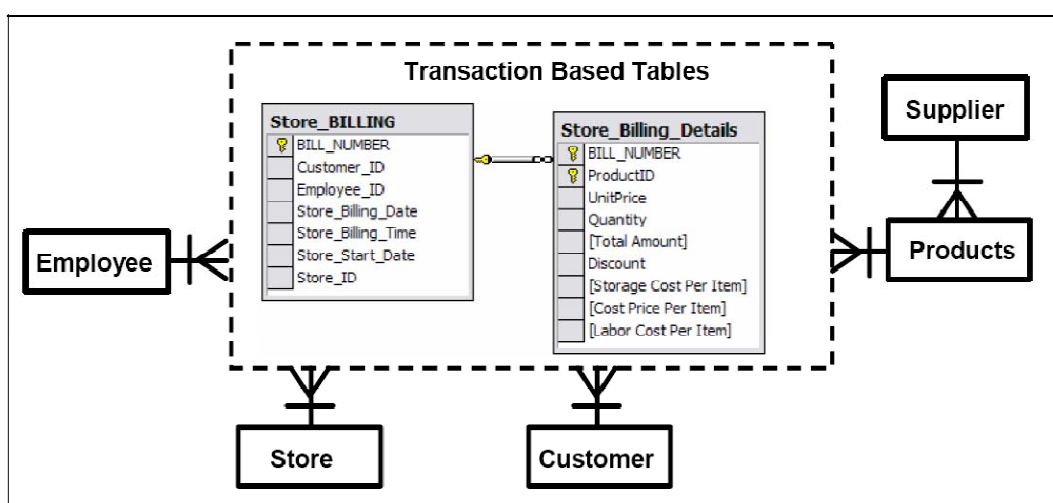 Transaction Based Tables
Store_BILLING
BILL_NUMBER
Customer_ID
Employee_ID
Store_Billing_Date
Store_Billing_Time
Store_Start_Date
Store_ID
Store_Billing_Details
BILL_NUMBER
ProductID
UnitPrice
Quantity
[Total Amount]
Discount
[Storage Cost Per Item]
[Cost Price Per Item]
[Labor Cost Per Item]
Supplier
Employee
Products
Store
Customer